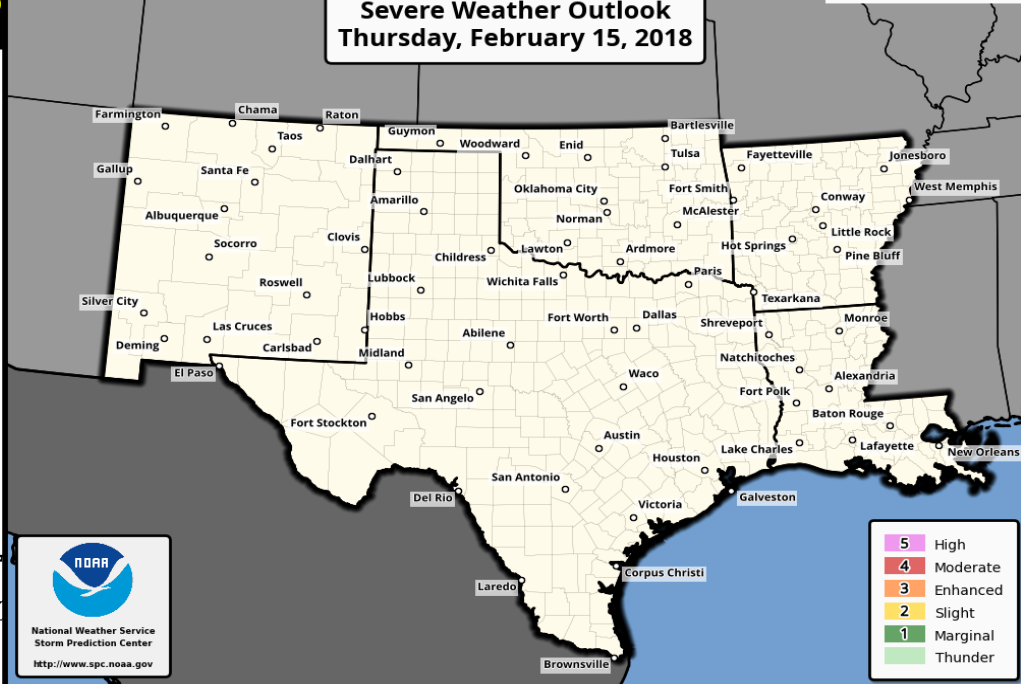 Severe Weather Outlook
Thursday, February 15, 2018
Farmington
Chama
Raton
Taos
Guymon
Woodward
Enid
Bartlesville
Tulsa
Fayetteville
Jonesboro
Gallup
Santa Fe
Dalhart
Amarillo
Oklahoma City
Fort Smith
West Memphis
Conway
Albuquerque
Norman
McAlester
Little Rock
Socorro
Clovis
Childress
Lawton
Ardmore
Hot Springs
Pine Bluff
Roswell
Lubbock
Wichita Falls
Paris
Texarkana
Silver City
Las Cruces
Hobbs
Fort Worth
Dallas
Shreveport
Monroe
Deming
Carlsbad
Midland
Abilene
Natchitoches
El Paso
San Angelo
Waco
Fort Polk
Alexandria
Fort Stockton
Austin
Baton Rouge
Lake Charles
Lafayette
New Orleans
Houston
San Antonio
Del Rio
Victoria
Galveston
Laredo
Corpus Christi
Brownsville
NOAA
National Weather Service
Storm Prediction Center
http://www.spc.noaa.gov
5 High
4 Moderate
3 Enhanced
2 Slight
1 Marginal
Thunder